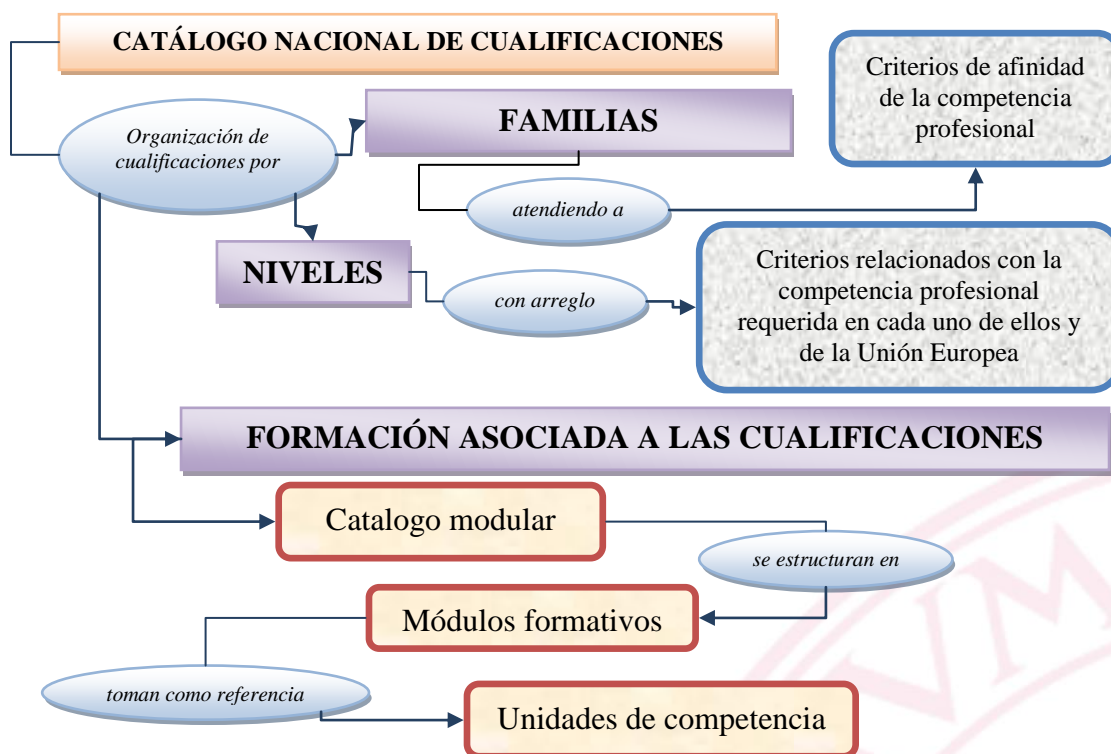 CATÁLOGO NACIONAL DE CUALIFICACIONES
Criterios de afinidad
de la competencia
profesional
Organización de
cualificaciones por
FAMILIAS
atendiendo a
NIVELES
con arreglo
Criterios relacionados con la
competencia profesional
requerida en cada uno de ellos y
de la Unión Europea
FORMACIÓN ASOCIADA A LAS CUALIFICACIONES
Catalogo modular
se estructuran en
Módulos formativos
toman como referencia
Unidades de competencia
VM